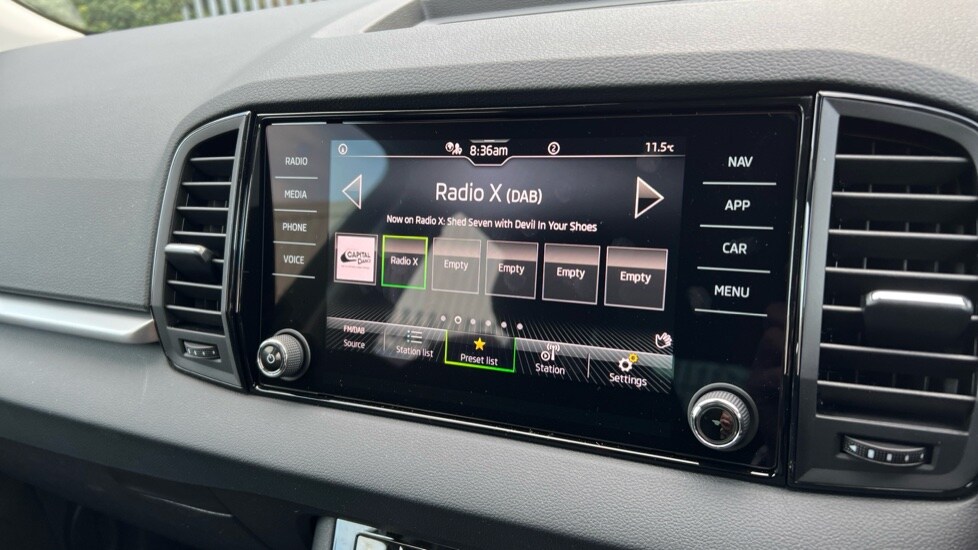 8:36am
2
11.5℃
RADIO
MEDIA
PHONE
VOICE
Radio X (DAB)
Now on Radio X: Shed Seven with Devil In Your Shoes
CAPITAL
DANCE
Radio X
Empty
Empty
Empty
Empty
FM/DAB
Source
Station list
Preset list
Station
Settings
NAV
APP
CAR
MENU